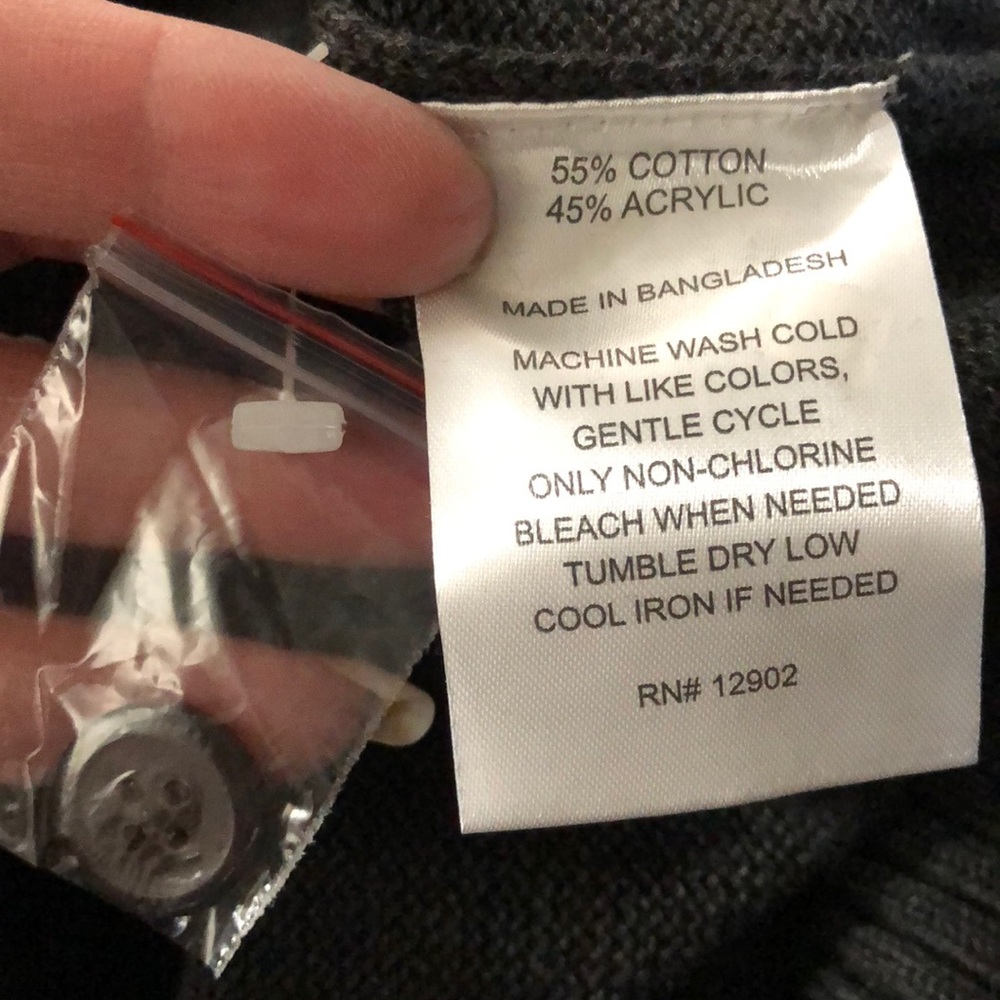 55% COTTON
45% ACRYLIC
MADE IN BANGLADESH
MACHINE WASH COLD
WITH LIKE COLORS,
GENTLE CYCLE
ONLY NON-CHLORINE
BLEACH WHEN NEEDED
TUMBLE DRY LOW
COOL IRON IF NEEDED
RN# 12902